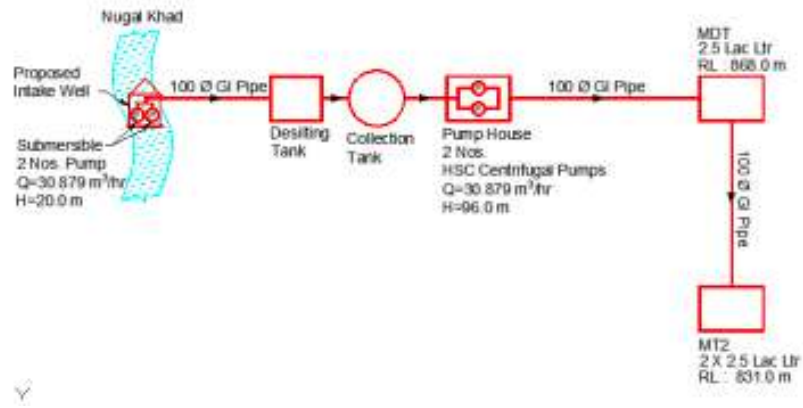 Nugal Khad
Proposed
Intake Well
Submersible
2 Nos. Pump
Q=30.879 m³/hr
H=20.0 m
100 Ø GI Pipe
Desilting
Tank
Collection
Tank
Pump House
2 Nos.
HSC Centrifugal Pumps
Q=30.879 m³/hr
H=96.0 m
100 Ø GI Pipe
MDT
2.5 Lac Ltr
RL : 868.0 m
100 Ø GI Pipe
MT2
2 X 2.5 Lac Ltr
RL : 831.0 m